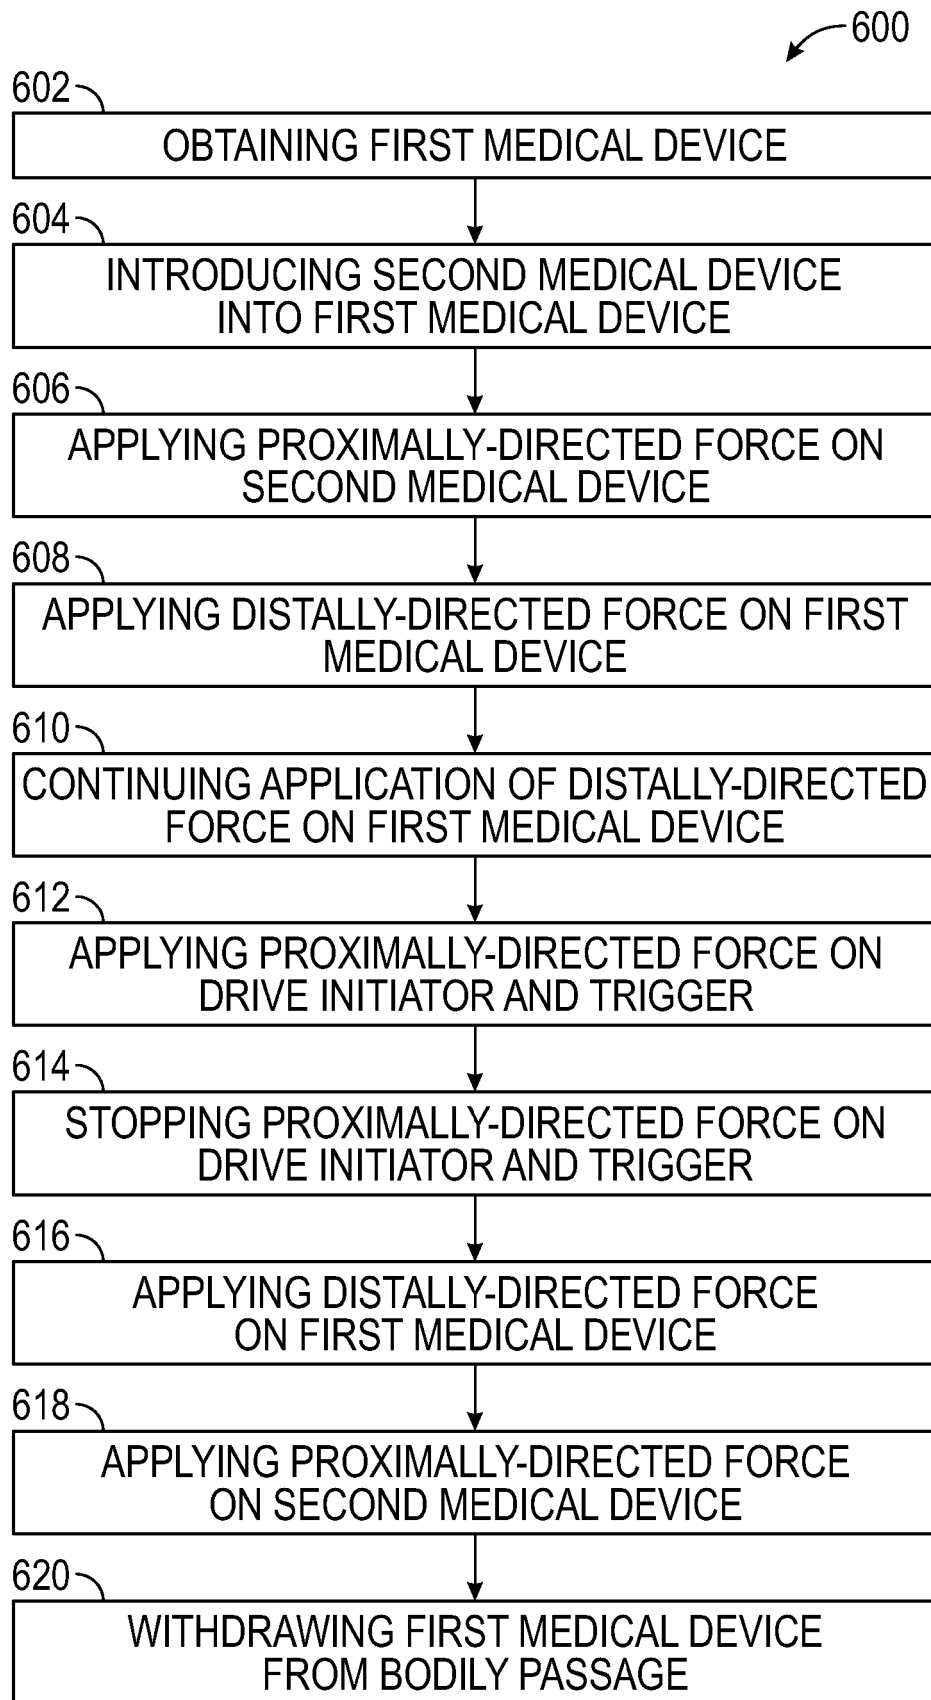 600
602
OBTAINING FIRST MEDICAL DEVICE
604
INTRODUCING SECOND MEDICAL DEVICE
INTO FIRST MEDICAL DEVICE
606
APPLYING PROXIMALLY-DIRECTED FORCE ON
SECOND MEDICAL DEVICE
608
APPLYING DISTALLY-DIRECTED FORCE ON FIRST
MEDICAL DEVICE
610
CONTINUING APPLICATION OF DISTALLY-DIRECTED
FORCE ON FIRST MEDICAL DEVICE
612
APPLYING PROXIMALLY-DIRECTED FORCE ON
DRIVE INITIATOR AND TRIGGER
614
STOPPING PROXIMALLY-DIRECTED FORCE ON
DRIVE INITIATOR AND TRIGGER
616
APPLYING DISTALLY-DIRECTED FORCE
ON FIRST MEDICAL DEVICE
618
APPLYING PROXIMALLY-DIRECTED FORCE
ON SECOND MEDICAL DEVICE
620
WITHDRAWING FIRST MEDICAL DEVICE
FROM BODILY PASSAGE